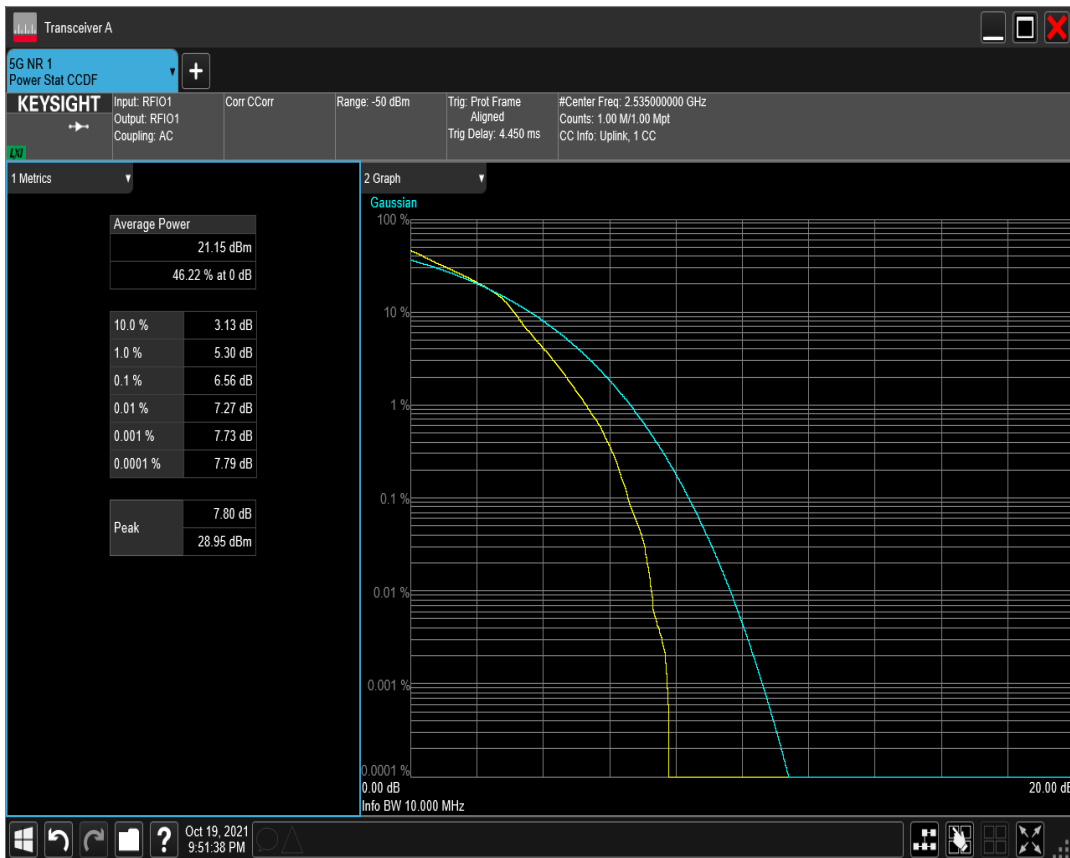 Transceiver A
5G NR 1
Power Stat CCDF
KEYSIGHT
LXI
Input: RFIO1
Output: RFIO1
Coupling: AC
Corr CCorr
Range: -50 dBm
Trig: Prot Frame
Aligned
Trig Delay: 4.450 ms
#Center Freq: 2.535000000 GHz
Counts: 1.00 M/1.00 Mpt
CC Info: Uplink, 1 CC
1 Metrics
Average Power
21.15 dBm
46.22 % at 0 dB
10.0 % 3.13 dB
1.0 % 5.30 dB
0.1 % 6.56 dB
0.01 % 7.27 dB
0.001 % 7.73 dB
0.0001 % 7.79 dB
Peak 7.80 dB
28.95 dBm
2 Graph
Gaussian
100 %
10 %
1 %
0.1 %
0.01 %
0.001 %
0.0001 %
0.00 dB 20.00 dB
Info BW 10.000 MHz
Oct 19, 2021
9:51:38 PM